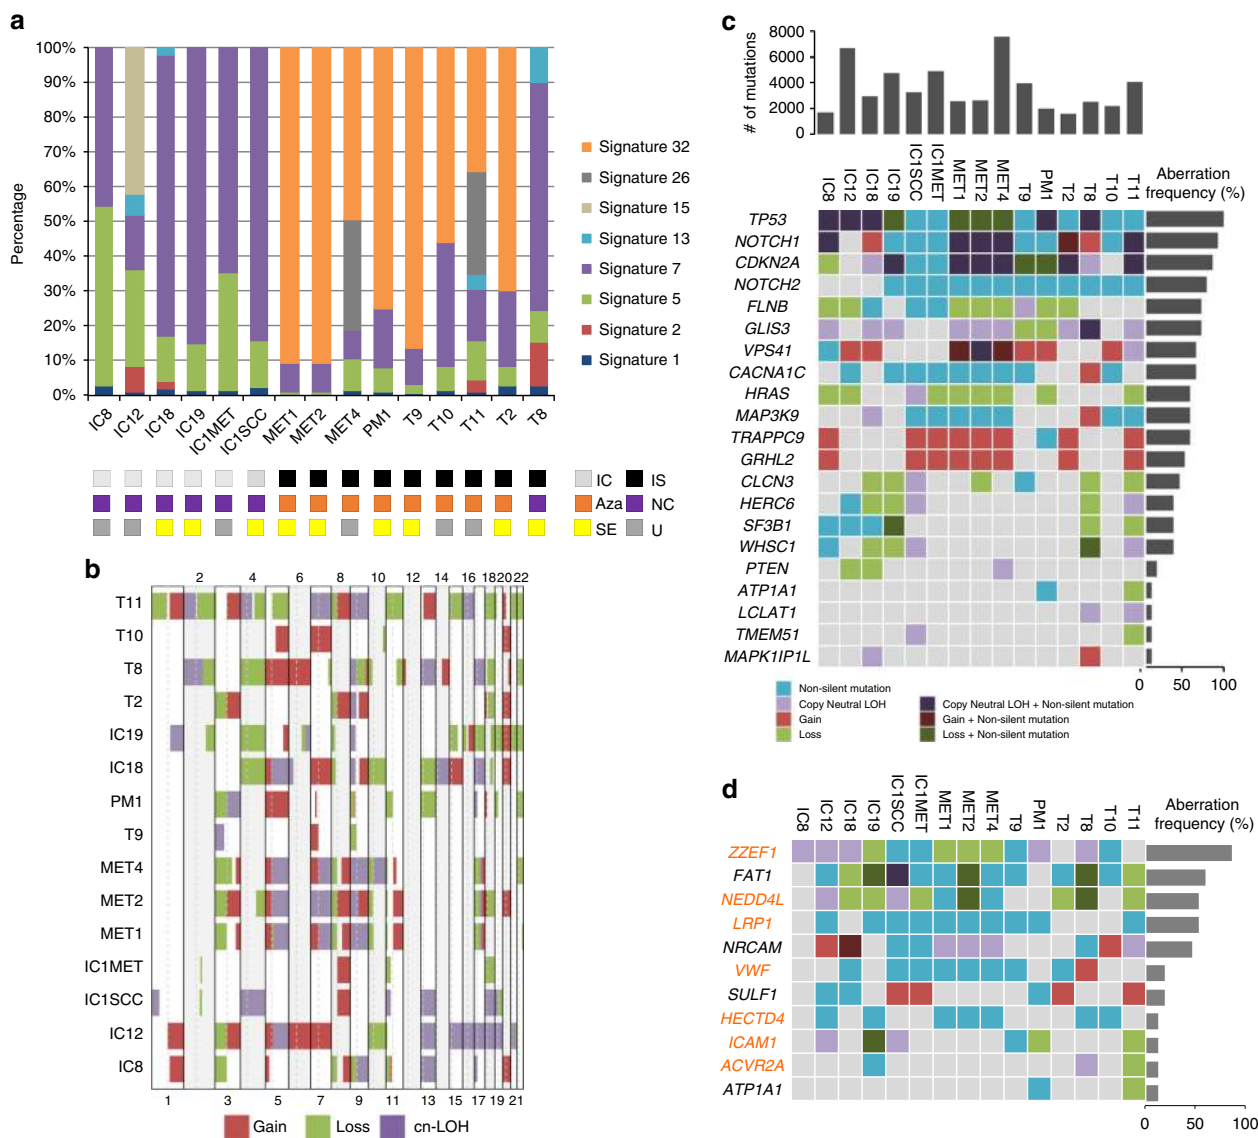 a
100%
90%
80%
70%
60%
50%
40%
30%
20%
10%
0%
Percentage
IC8
IC12
IC18
IC19
IC1MET
IC1SCC
MET1
MET2
MET4
PM1
T9
T10
T11
T2
T8
Signature 32
Signature 26
Signature 15
Signature 13
Signature 7
Signature 5
Signature 2
Signature 1
IC IS
Aza NC
SE U
b
2 4 6 8 10 12 14 16 18 20 22
T11
T10
T8
T2
IC19
IC18
PM1
T9
MET4
MET2
MET1
IC1MET
IC1SCC
IC12
IC8
1 3 5 7 9 11 13 15 17 19 21
Gain Loss cn-LOH
c
# of mutations
8000
6000
4000
2000
0
IC8 IC12 IC18 IC19 IC1SCC IC1MET MET1 MET2 MET4 T9 PM1 T2 T8 T10 T11
Aberration
frequency (%)
TP53
NOTCH1
CDKN2A
NOTCH2
FLNB
GLIS3
VPS41
CACNA1C
HRAS
MAP3K9
TRAPPC9
GRHL2
CLCN3
HERC6
SF3B1
WHSC1
PTEN
ATP1A1
LCLAT1
TMEM51
MAPK1IP1L
0 50 100
Non-silent mutation
Copy Neutral LOH
Gain
Loss
Copy Neutral LOH + Non-silent mutation
Gain + Non-silent mutation
Loss + Non-silent mutation
d
IC8 IC12 IC18 IC19 IC1SCC IC1MET MET1 MET2 MET4 T9 PM1 T2 T8 T10 T11
Aberration
frequency (%)
ZZEF1
FAT1
NEDD4L
LRP1
NRCAM
VWF
SULF1
HECTD4
ICAM1
ACVR2A
ATP1A1
0 50 100